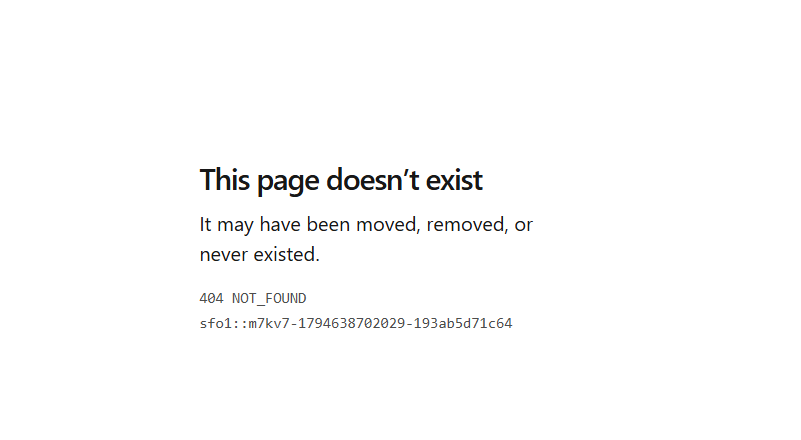 This page doesn’t exist
It may have been moved, removed, or
never existed.
404 NOT_FOUND
sfo1::m7kv7-1794638702029-193ab5d71c64